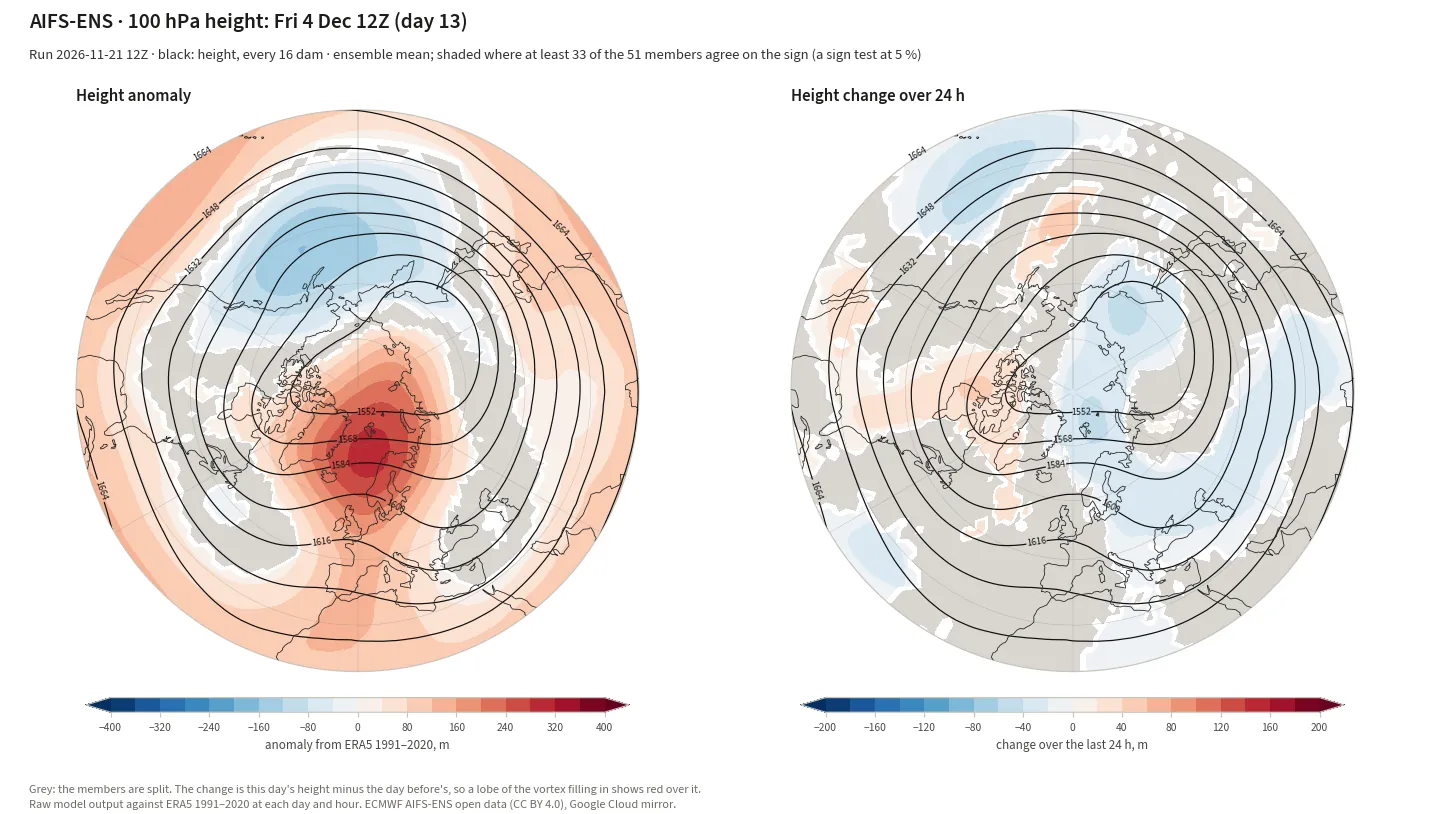 AIFS-ENS · 100 hPa height: Fri 4 Dec 12Z (day 13)
Run 2026-11-21 12Z · black: height, every 16 dam · ensemble mean; shaded where at least 33 of the 51 members agree on the sign (a sign test at 5 %)
Height anomaly
Height change over 24 h
1664
1648
1632
1664
1552
1568
1584
1664
1616
1664
1648
1632
1664
1552
1568
1584
1664
1616
−400 −320 −240 −160 −80 0 80 160 240 320 400
anomaly from ERA5 1991–2020, m
−200 −160 −120 −80 −40 0 40 80 120 160 200
change over the last 24 h, m
Grey: the members are split. The change is this day's height minus the day before's, so a lobe of the vortex filling in shows red over it.
Raw model output against ERA5 1991–2020 at each day and hour. ECMWF AIFS-ENS open data (CC BY 4.0), Google Cloud mirror.